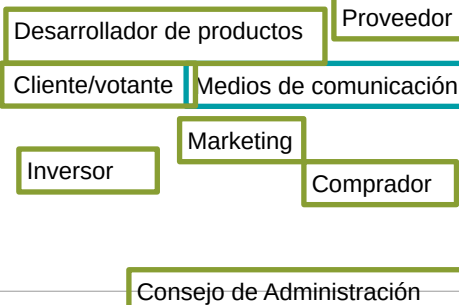 Proveedor
Desarrollador de productos
Cliente/votante
Medios de comunicación
Marketing
Inversor
Comprador
Consejo de Administración